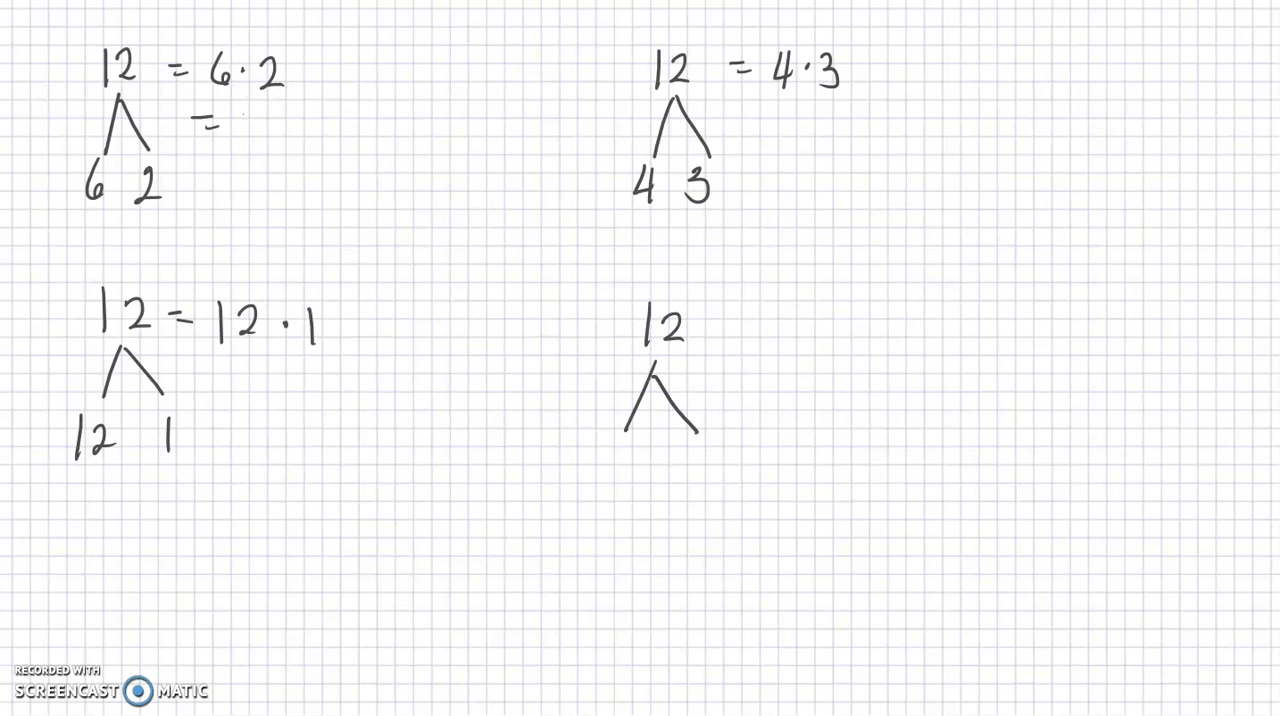 12 = 6 · 2
=
6 2
12 = 4 · 3
4 3
12 = 12 · 1
12 1
12
RECORDED WITH
SCREENCAST MATIC